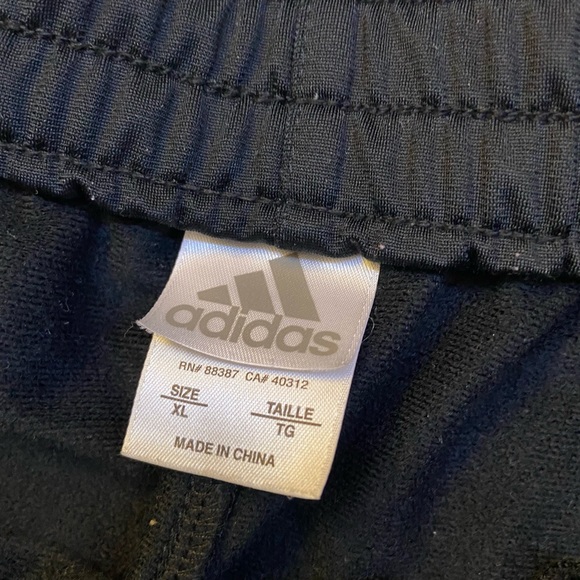 adidas
RN# 88387 CA# 40312
SIZE TAILLE
XL TG
MADE IN CHINA